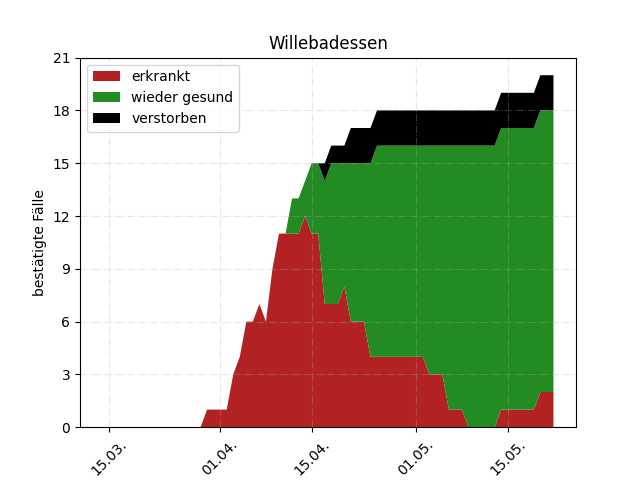 Willebadessen
erkrankt
wieder gesund
verstorben
bestätigte Fälle
21
18
15
12
9
6
3
0
15.03.
01.04.
15.04.
01.05.
15.05.